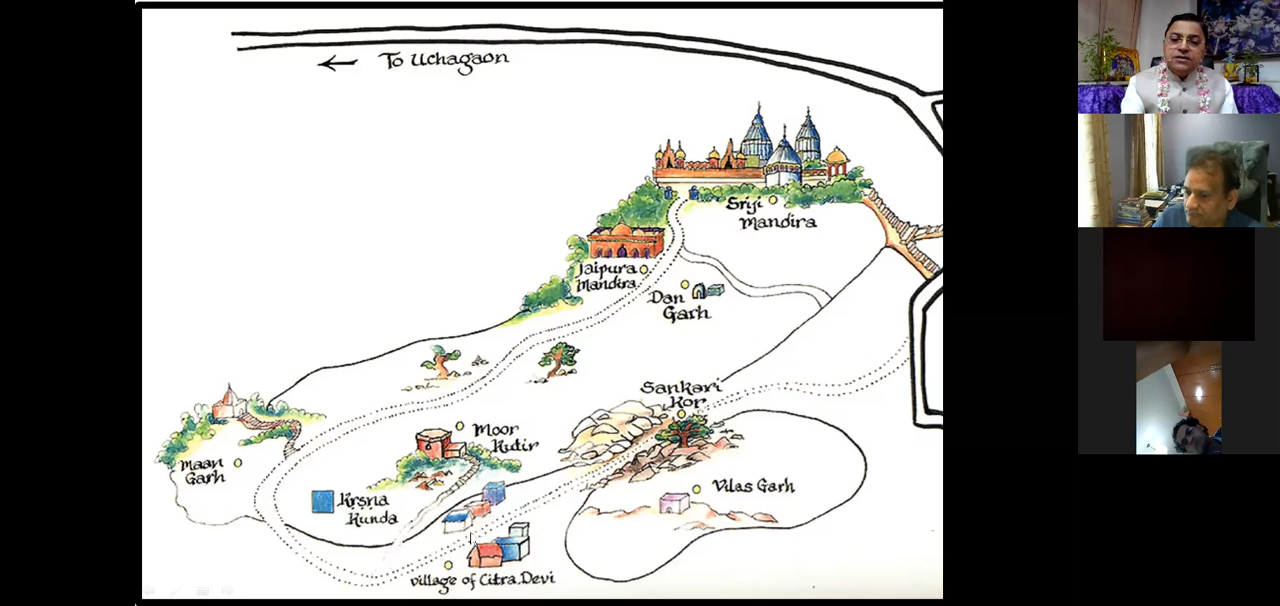 ← To Uchagaon
Sriji
Mandira
Jaipura
Mandira
Dan
Garh
Sankari
Kor
Moor
Kutir
Maan
Garh
Vilas Garh
Krsna
Kunda
village of Citra Devi